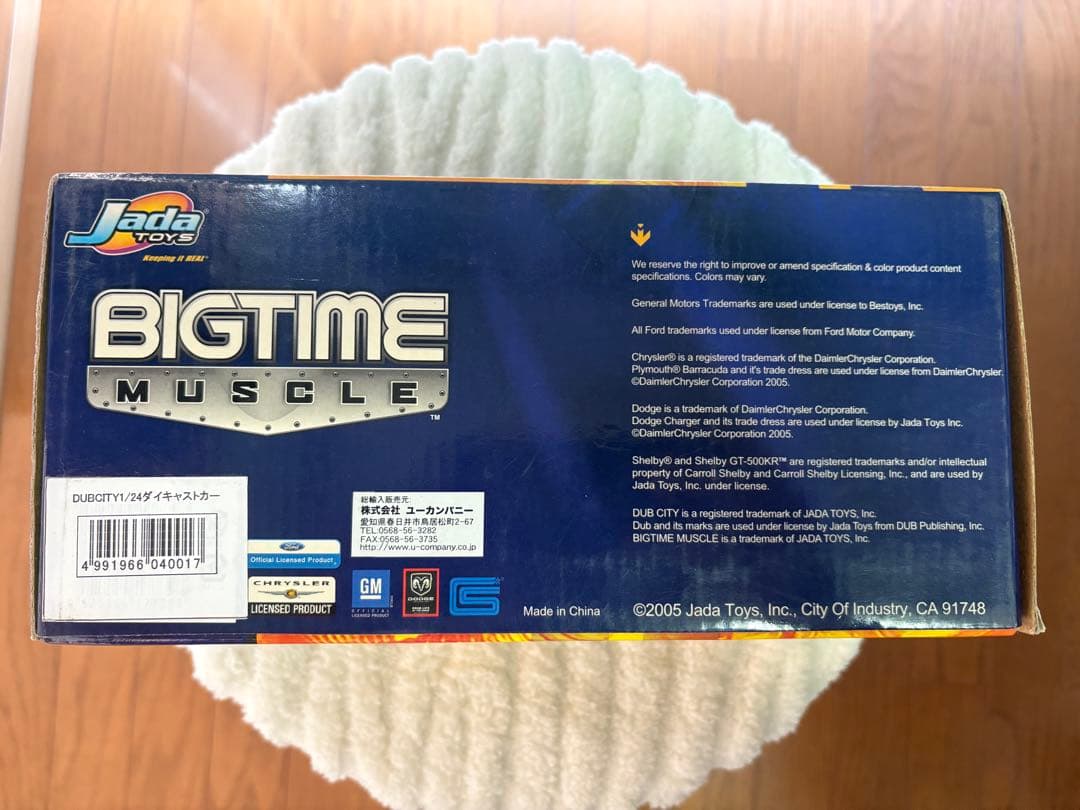 Jada
TOYS
Keeping it REAL™
BIGTIME
MUSCLE™
DUBCITY1/24ダイキャストカー
4 991966 040017
総輸入販売元:
株式会社 ユーカンパニー
愛知県春日井市鳥居松町2-67
TEL.0568-56-3282
FAX:0568-56-3735
http://www.u-company.co.jp
Ford
Official Licensed Product
CHRYSLER
LICENSED PRODUCT
GM
OFFICIAL
LICENSED PRODUCT
DODGE
We reserve the right to improve or amend specification & color product content
specifications. Colors may vary.
General Motors Trademarks are used under license to Bestoys, Inc.
All Ford trademarks used under license from Ford Motor Company.
Chrysler® is a registered trademark of the DaimlerChrysler Corporation.
Plymouth® Barracuda and it's trade dress are used under license from DaimlerChrysler.
©DaimlerChrysler Corporation 2005.
Dodge is a trademark of DaimlerChrysler Corporation.
Dodge Charger and its trade dress are used under license by Jada Toys Inc.
©DaimlerChrysler Corporation 2005.
Shelby® and Shelby GT-500KR™ are registered trademarks and/or intellectual
property of Carroll Shelby and Carroll Shelby Licensing, Inc., and are used by
Jada Toys, Inc. under license.
DUB CITY is a registered trademark of JADA TOYS, Inc.
Dub and its marks are used under license by Jada Toys from DUB Publishing, Inc.
BIGTIME MUSCLE is a trademark of JADA TOYS, Inc.
Made in China
©2005 Jada Toys, Inc., City Of Industry, CA 91748